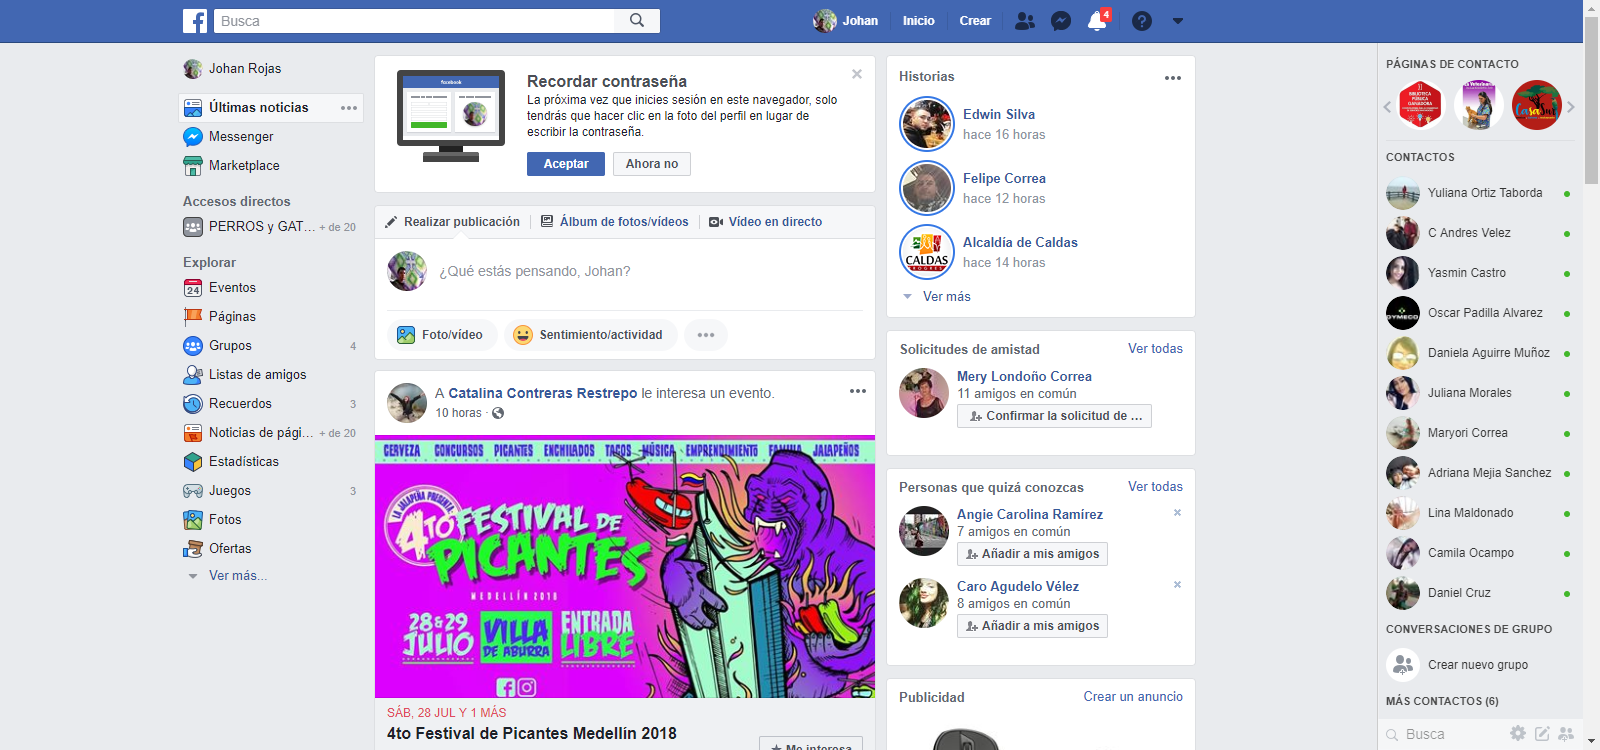 Busca
Johan
Inicio
Crear
4
Johan Rojas
Últimas noticias
Messenger
Marketplace
Accesos directos
PERROS y GAT... + de 20
Explorar
24
Eventos
Páginas
Grupos 4
Listas de amigos
Recuerdos 3
Noticias de pági... + de 20
Estadísticas
Juegos 3
Fotos
Ofertas
Ver más...
facebook
Recordar contraseña
La próxima vez que inicies sesión en este navegador, solo
tendrás que hacer clic en la foto del perfil en lugar de
escribir la contraseña.
Aceptar
Ahora no
Realizar publicación
Álbum de fotos/vídeos
Vídeo en directo
¿Qué estás pensando, Johan?
Foto/vídeo
Sentimiento/actividad
A Catalina Contreras Restrepo le interesa un evento.
10 horas ·
CERVEZA CONCURSOS PICANTES ENCHILADOS TACOS MÚSICA EMPRENDIMIENTO FAMILIA JALAPEÑOS
LA JALAPEÑA PRESENTA
4TO FESTIVAL DE
PICANTES
MEDELLÍN 2018
28&29
JULIO
VILLA
DE ABURRA
ENTRADA
LIBRE
SÁB, 28 JUL Y 1 MÁS
4to Festival de Picantes Medellín 2018
Me interesa
Historias
Edwin Silva
hace 16 horas
Felipe Correa
hace 12 horas
CALDAS
PROGRESA
Alcaldía de Caldas
hace 14 horas
Ver más
Solicitudes de amistad
Ver todas
Mery Londoño Correa
11 amigos en común
Confirmar la solicitud de ...
Personas que quizá conozcas
Ver todas
Angie Carolina Ramírez
7 amigos en común
Añadir a mis amigos
Caro Agudelo Vélez
8 amigos en común
Añadir a mis amigos
Publicidad
Crear un anuncio
PÁGINAS DE CONTACTO
BIBLIOTECA
PÚBLICA
GANADORA
CasaSur
CONTACTOS
Yuliana Ortiz Taborda
C Andres Velez
Yasmin Castro
DYMECO
Oscar Padilla Alvarez
Daniela Aguirre Muñoz
Juliana Morales
Maryori Correa
Adriana Mejia Sanchez
Lina Maldonado
Camila Ocampo
Daniel Cruz
CONVERSACIONES DE GRUPO
Crear nuevo grupo
MÁS CONTACTOS (6)
Busca